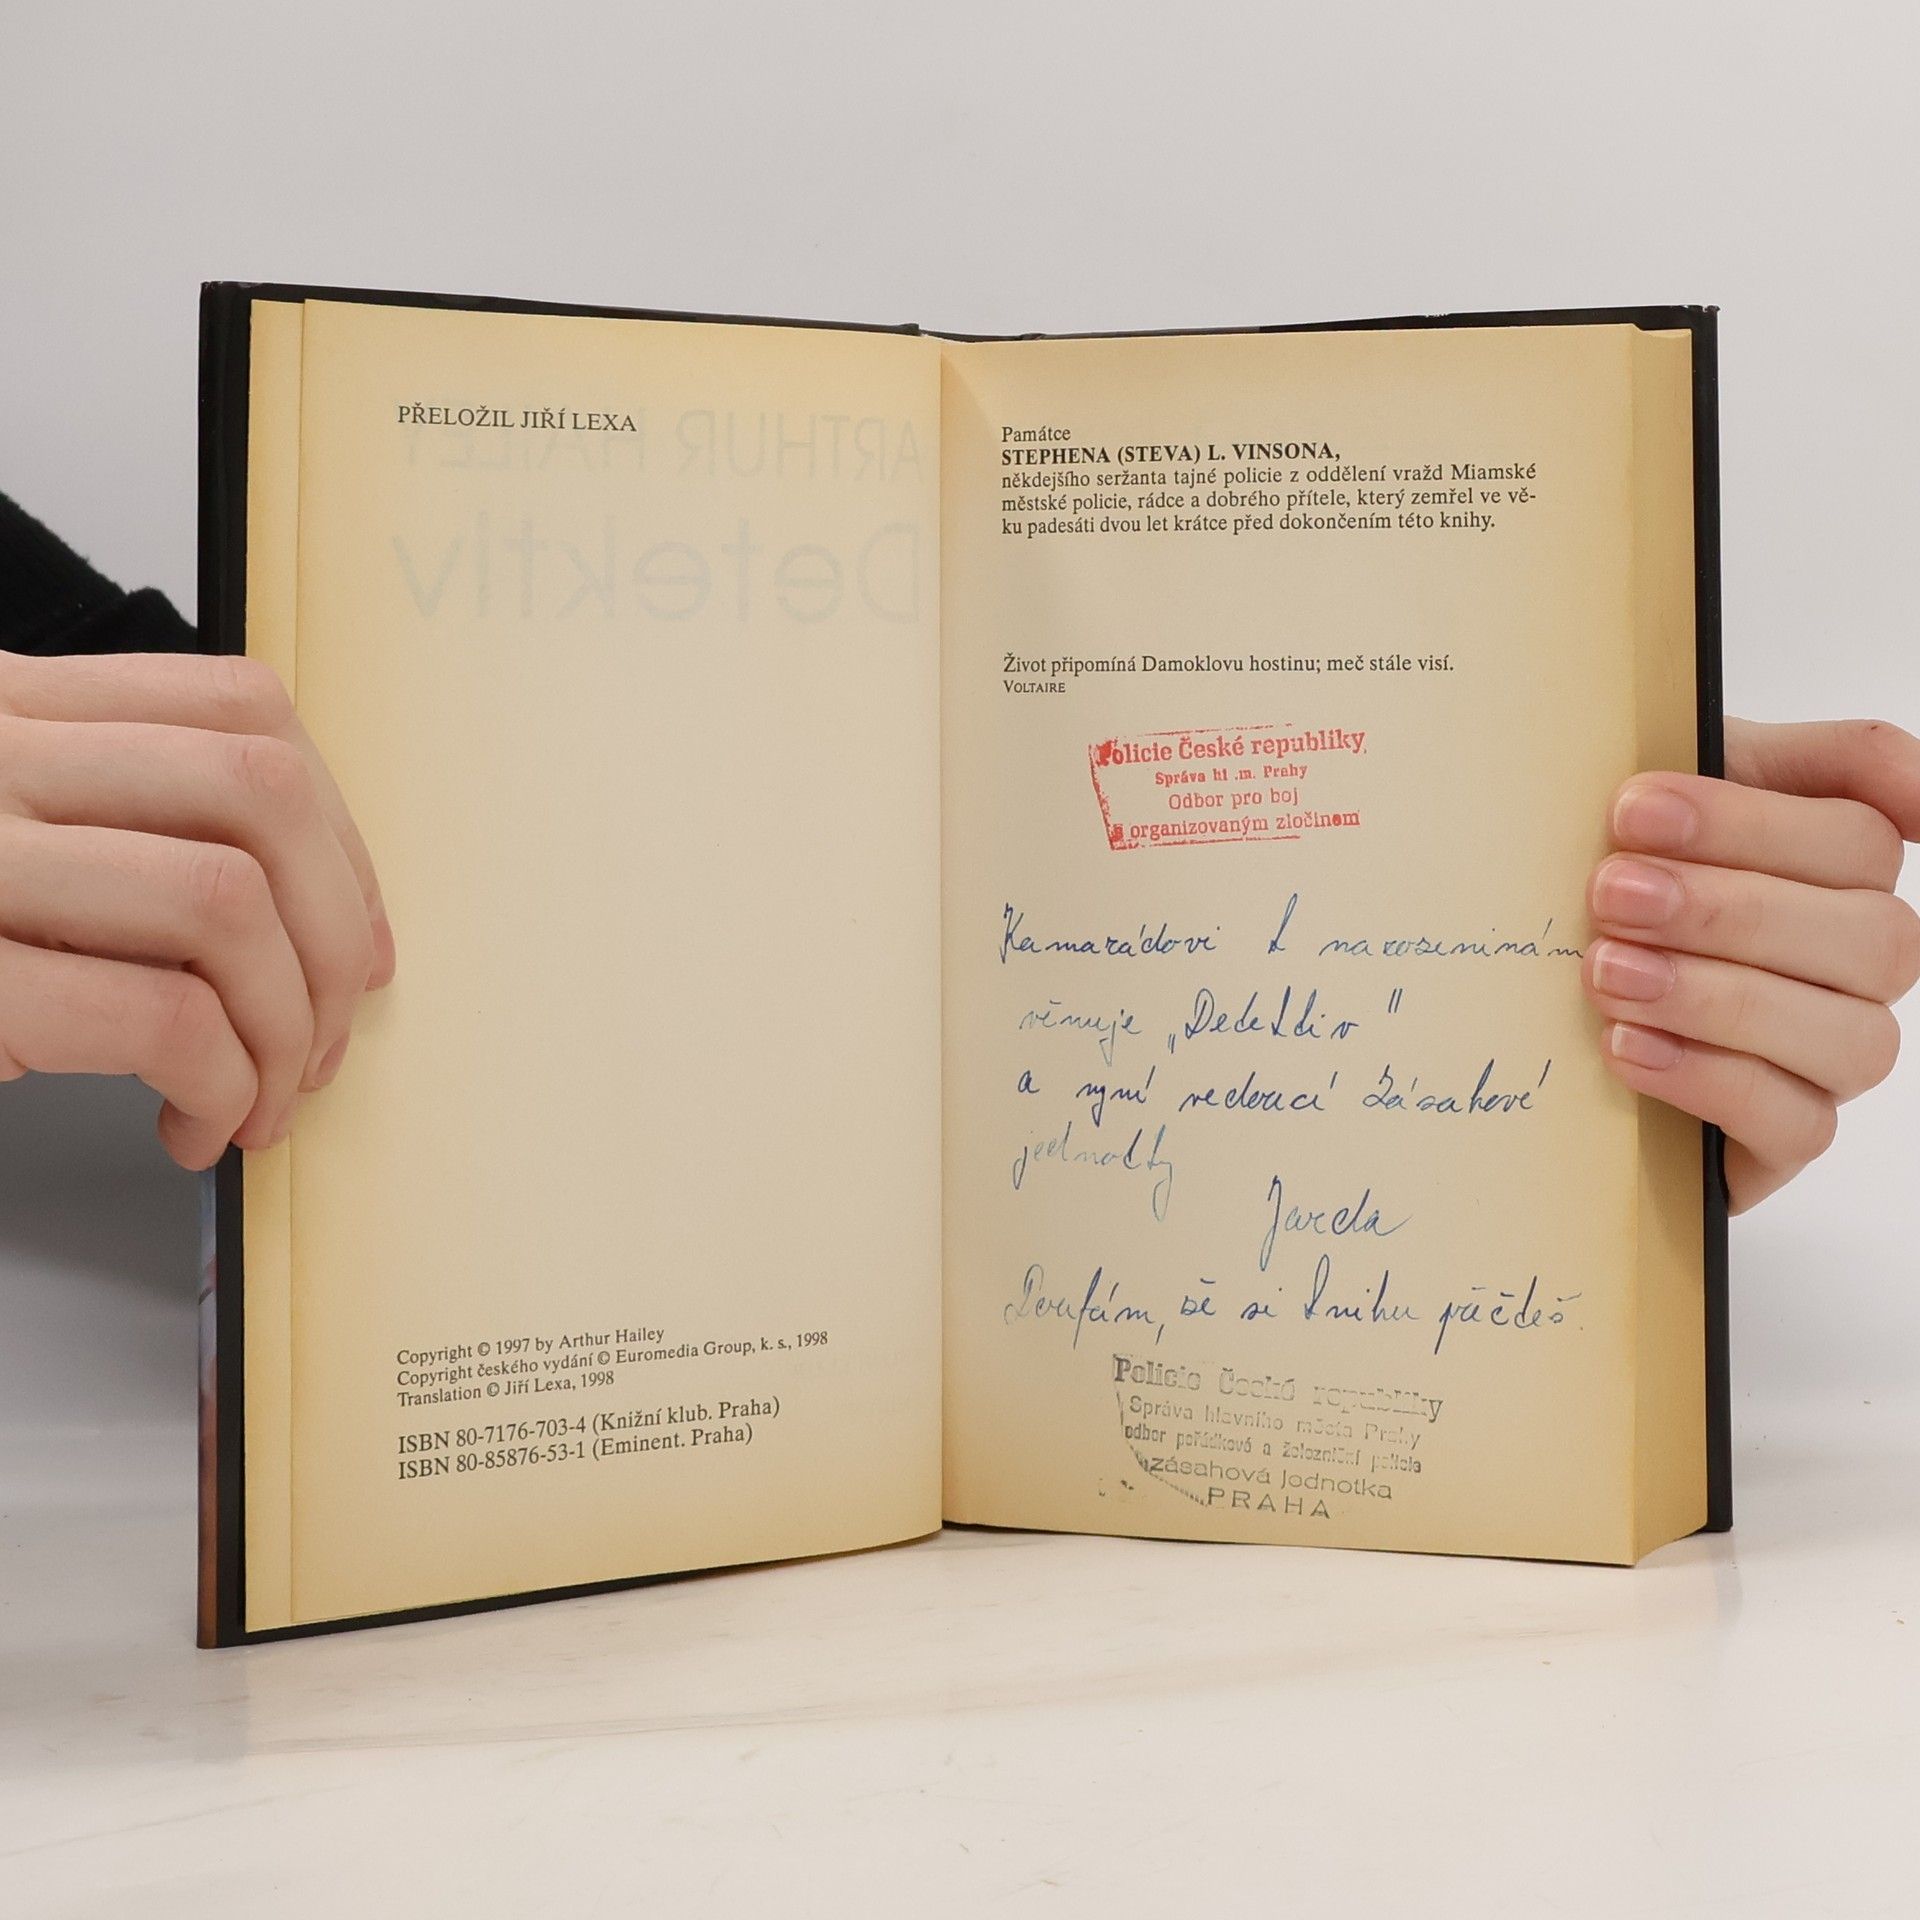 PŘELOŽIL JIŘÍ LEXA
ARTHUR HAILEY
Detektiv
Copyright © 1997 by Arthur Hailey
Copyright českého vydání © Euromedia Group, k. s., 1998
Translation © Jiří Lexa, 1998
ISBN 80-7176-703-4 (Knižní klub. Praha)
ISBN 80-85876-53-1 (Eminent. Praha)
Památce
STEPHENA (STEVA) L. VINSONA,
někdejšího seržanta tajné policie z oddělení vražd Miamské
městské policie, rádce a dobrého přítele, který zemřel ve vě-
ku padesáti dvou let krátce před dokončením této knihy.
Život připomíná Damoklovu hostinu; meč stále visí.
VOLTAIRE
Policie České republiky
Správa hl .m. Prahy
Odbor pro boj
s organizovaným zločinem
Kamarádovi k narozeninám
věnuje „Detektiv"
a nyní vedoucí Zásahové
jednotky
Jarda
Doufám, že si knihu přečteš.
Policie České republiky
Správa hlavního města Prahy
odbor pořádkové a železniční policie
zásahová jednotka
PRAHA